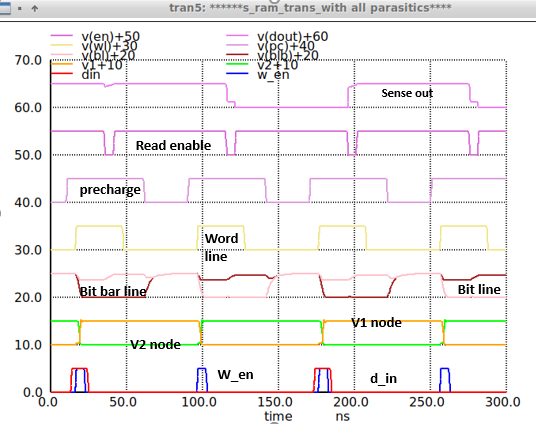 tran5: ******s_ram_trans_with all parasitics****
v(en)+50 v(dout)+60
v(wl)+30 v(pc)+40
v(bl)+20 v(blb)+20
v1+10 v2+10
din w_en
70.0
Sense out
60.0
Read enable
50.0
precharge
40.0
Word
line
30.0
Bit bar line Bit line
20.0
V1 node
V2 node
10.0
W_en d_in
0.0
0.0 50.0 100.0 150.0 200.0 250.0 300.0
time ns